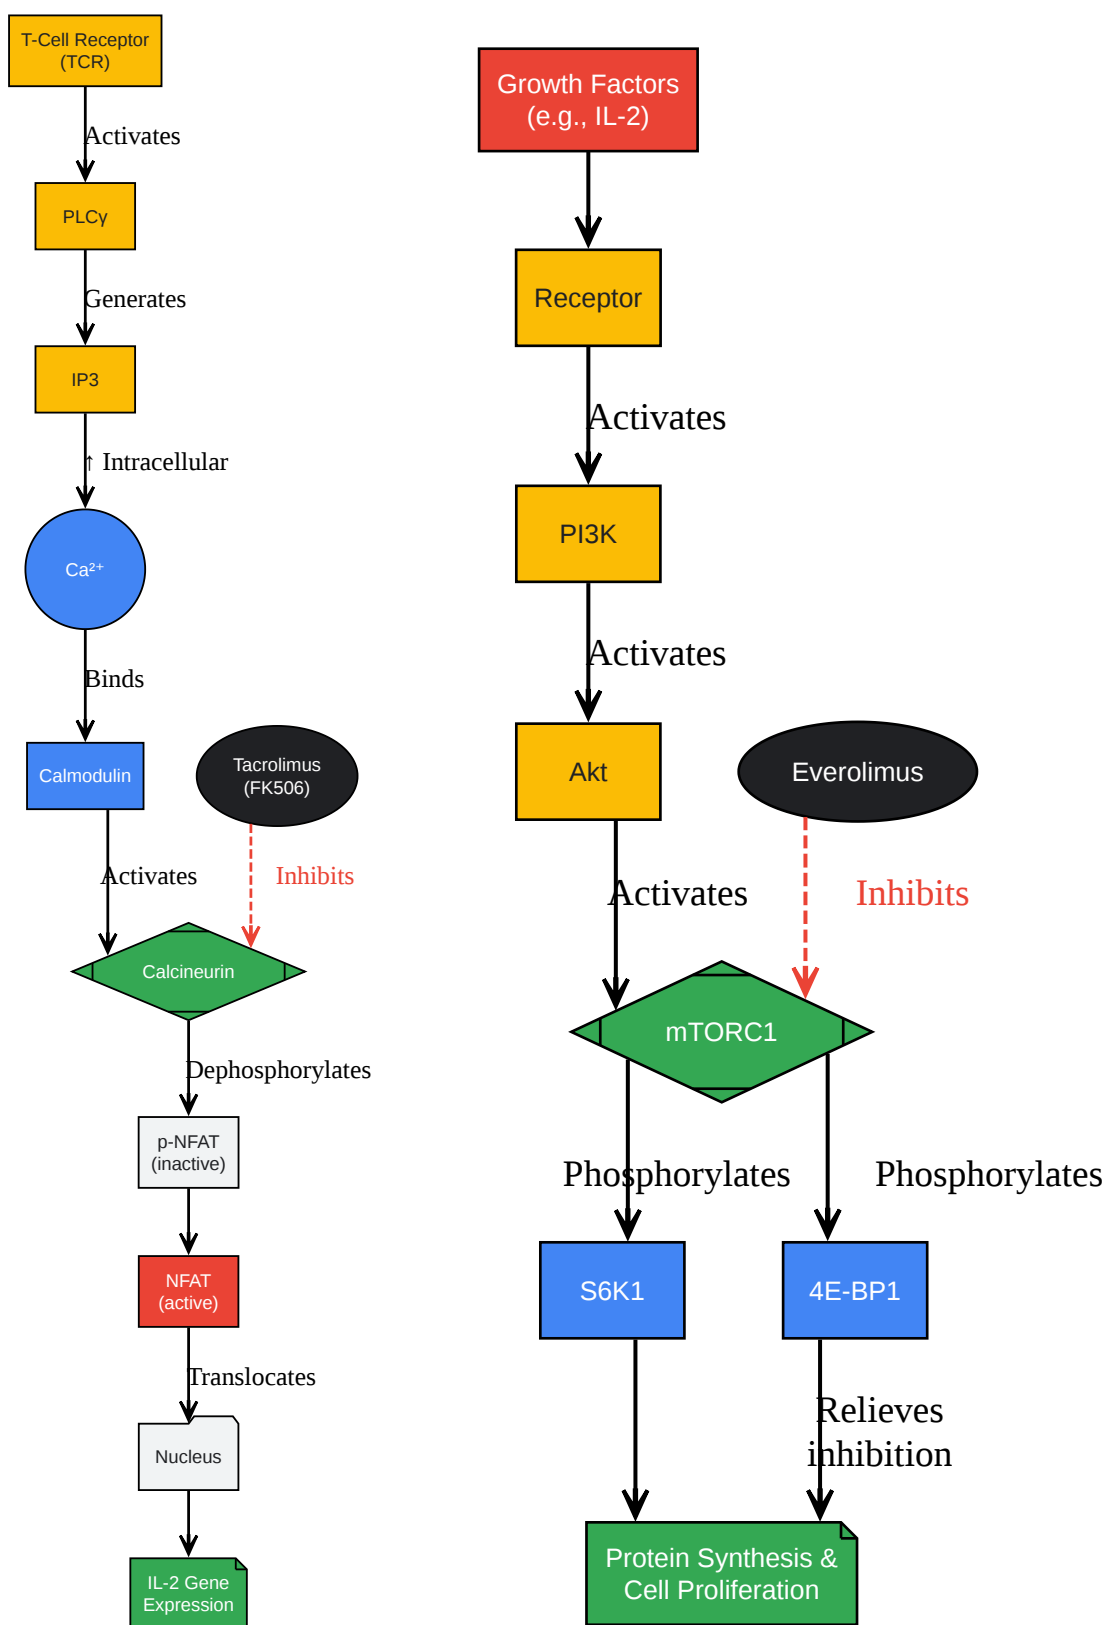 T-Cell Receptor
(TCR)
Activates
PLCγ
Generates
IP3
↑ Intracellular
Ca²⁺
Binds
Calmodulin
Tacrolimus
(FK506)
Activates
Inhibits
Calcineurin
Dephosphorylates
p-NFAT
(inactive)
NFAT
(active)
Translocates
Nucleus
IL-2 Gene
Expression
Growth Factors
(e.g., IL-2)
Receptor
Activates
PI3K
Activates
Akt
Everolimus
Activates
Inhibits
mTORC1
Phosphorylates
Phosphorylates
S6K1
4E-BP1
Relieves
inhibition
Protein Synthesis &
Cell Proliferation